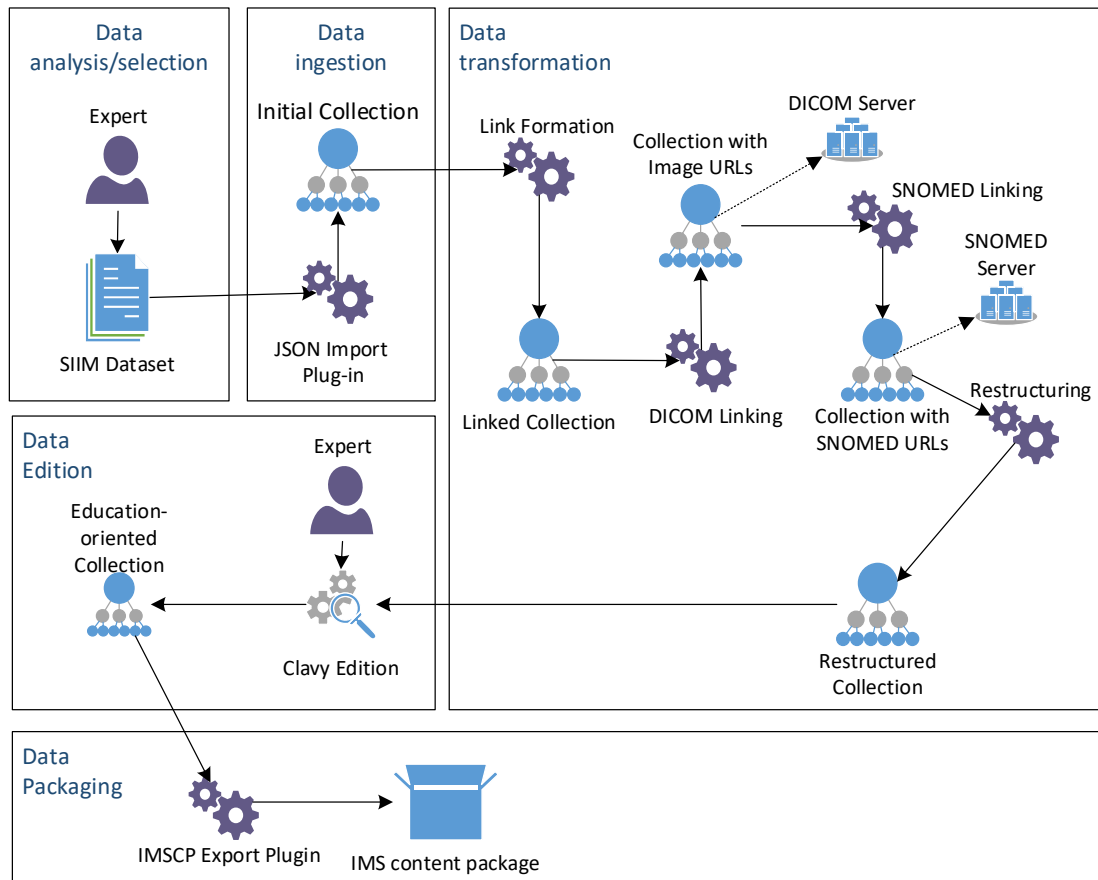 Data
analysis/selection
Expert
SIIM Dataset
Data
ingestion
Initial Collection
JSON Import
Plug-in
Data
transformation
Link Formation
Linked Collection
Collection with
Image URLs
DICOM Linking
DICOM Server
SNOMED Linking
SNOMED
Server
Collection with
SNOMED URLs
Restructuring
Restructured
Collection
Data
Edition
Expert
Clavy Edition
Education-
oriented
Collection
Data
Packaging
IMSCP Export Plugin
IMS content package